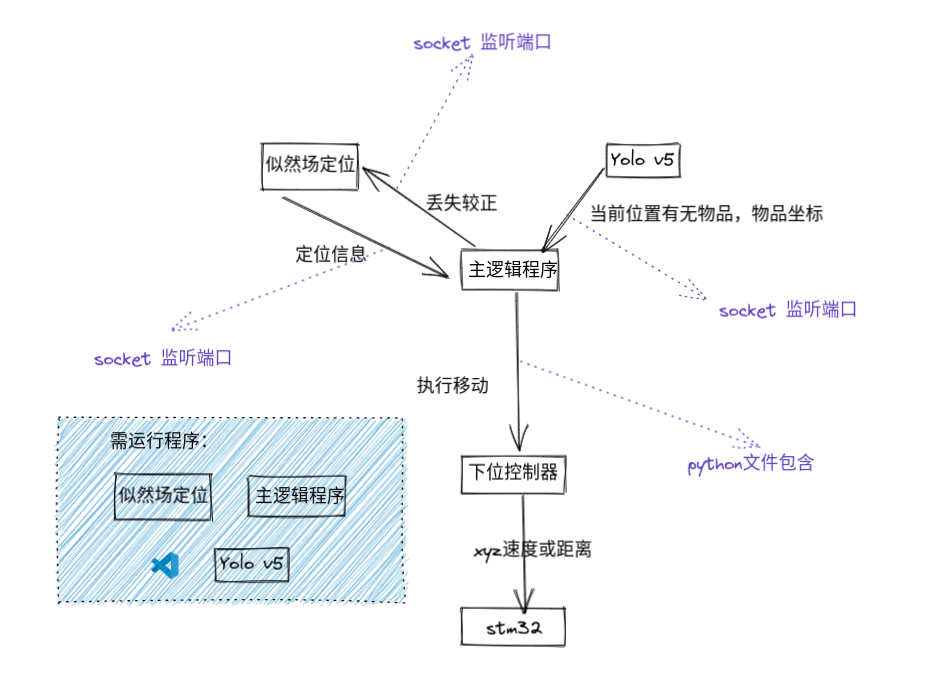 socket 监听端口
似然场定位
Yolo v5
丢失较正
当前位置有无物品，物品坐标
定位信息
主逻辑程序
socket 监听端口
socket 监听端口
执行移动
需运行程序：
python文件包含
下位控制器
似然场定位
主逻辑程序
xyz速度或距离
Yolo v5
stm32